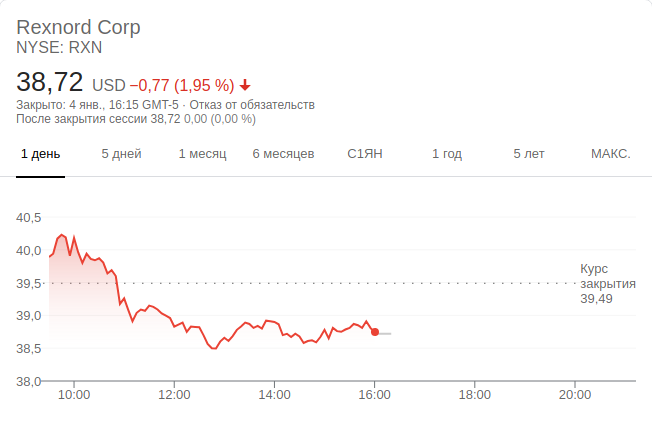 Rexnord Corp
NYSE: RXN
38,72 USD −0,77 (1,95 %)
Закрыто: 4 янв., 16:15 GMT-5 · Отказ от обязательств
После закрытия сессии 38,72 0,00 (0,00 %)
1 день 5 дней 1 месяц 6 месяцев С1ЯН 1 год 5 лет МАКС.
40,5
40,0
Курс
39,5 закрытия
39,49
39,0
38,5
38,0
10:00 12:00 14:00 16:00 18:00 20:00